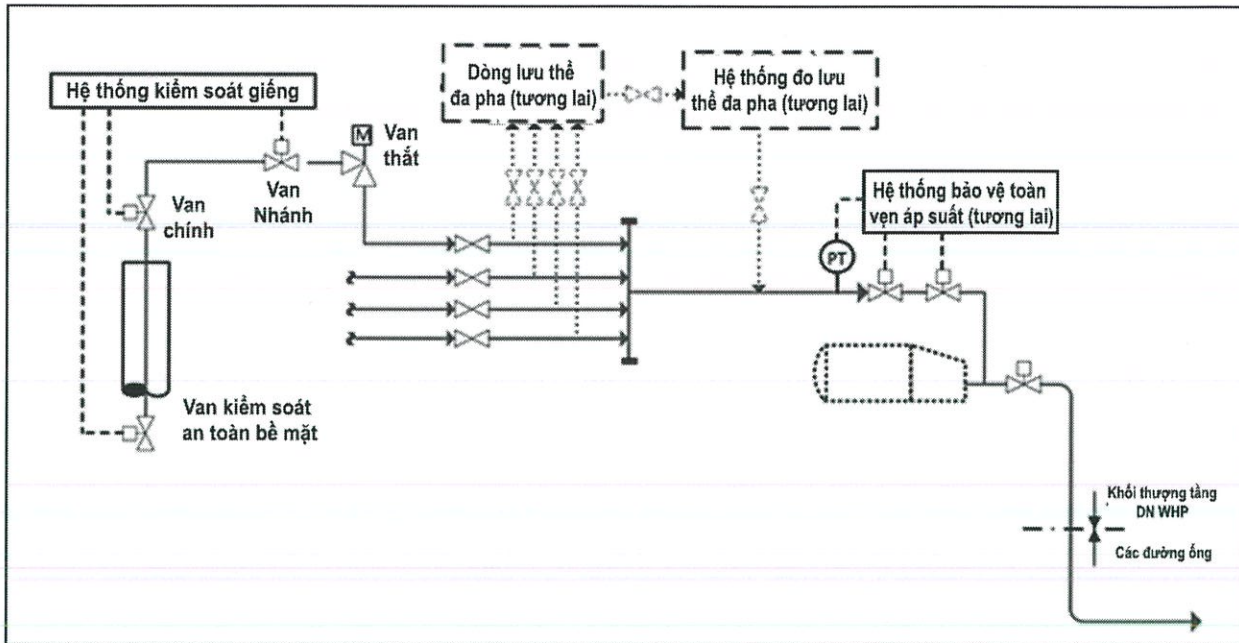 Hệ thống kiểm soát giếng
Dòng lưu thể
đa pha (tương lai)
Hệ thống đo lưu
thể đa pha (tương lai)
M
Van
thắt
Van
Nhánh
Van
chính
Hệ thống bảo vệ toàn
vẹn áp suất (tương lai)
PT
Van kiểm soát
an toàn bề mặt
Khối thượng tầng
DN WHP
Các đường ống